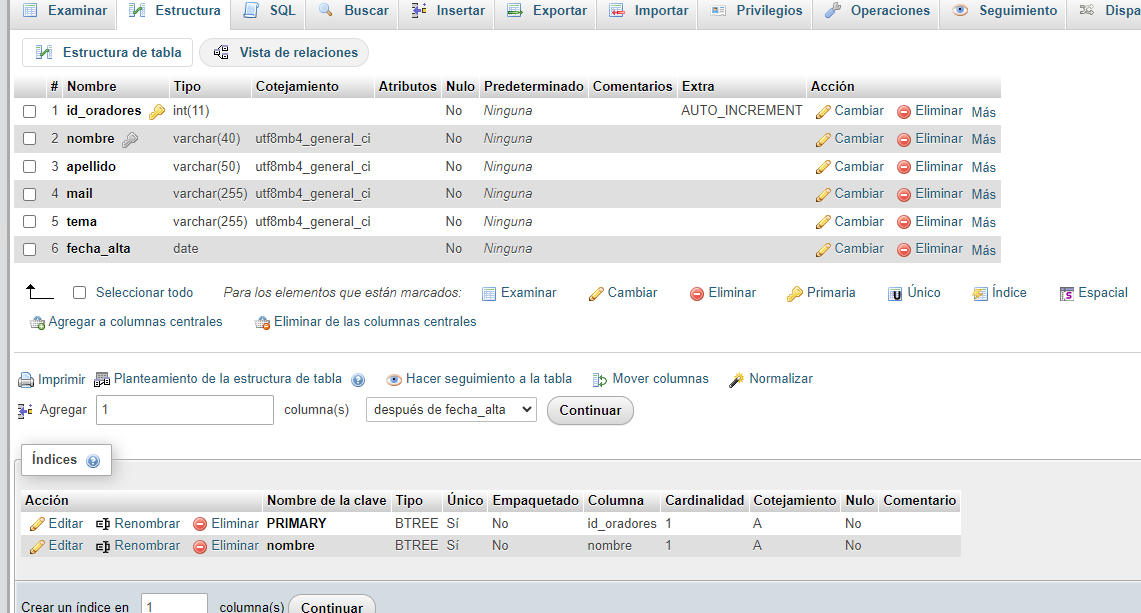 Examinar Estructura SQL Buscar Insertar Exportar Importar Privilegios Operaciones Seguimiento Dispa
Estructura de tabla Vista de relaciones
# Nombre Tipo Cotejamiento Atributos Nulo Predeterminado Comentarios Extra Acción
1 id_oradores int(11) No Ninguna AUTO_INCREMENT Cambiar Eliminar Más
2 nombre varchar(40) utf8mb4_general_ci No Ninguna Cambiar Eliminar Más
3 apellido varchar(50) utf8mb4_general_ci No Ninguna Cambiar Eliminar Más
4 mail varchar(255) utf8mb4_general_ci No Ninguna Cambiar Eliminar Más
5 tema varchar(255) utf8mb4_general_ci No Ninguna Cambiar Eliminar Más
6 fecha_alta date No Ninguna Cambiar Eliminar Más
Seleccionar todo Para los elementos que están marcados: Examinar Cambiar Eliminar Primaria Único Índice Espacial
Agregar a columnas centrales Eliminar de las columnas centrales
Imprimir Planteamiento de la estructura de tabla Hacer seguimiento a la tabla Mover columnas Normalizar
Agregar 1 columna(s) después de fecha_alta Continuar
Índices
Acción Nombre de la clave Tipo Único Empaquetado Columna Cardinalidad Cotejamiento Nulo Comentario
Editar Renombrar Eliminar PRIMARY BTREE Sí No id_oradores 1 A No
Editar Renombrar Eliminar nombre BTREE Sí No nombre 1 A No
Crear un índice en 1 columna(s) Continuar